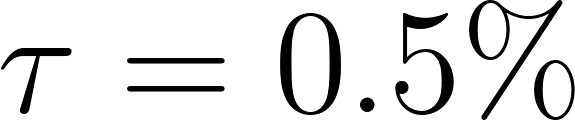 τ = 0.5%